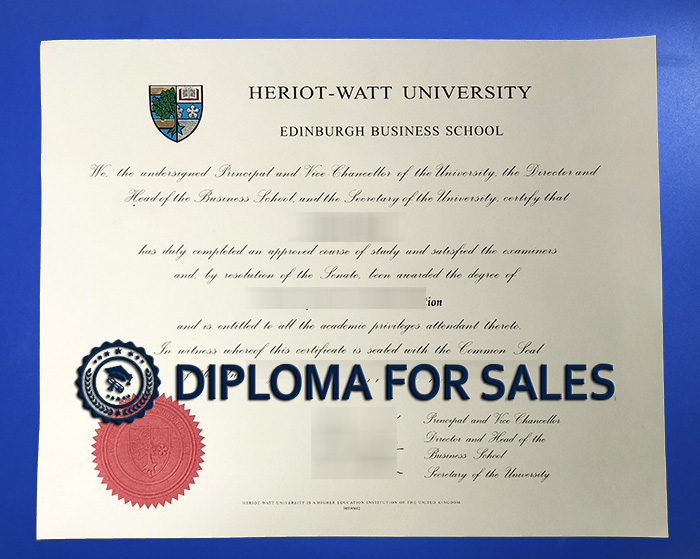 HERIOT-WATT UNIVERSITY
EDINBURGH BUSINESS SCHOOL
We, the undersigned Principal and Vice Chancellor of the University, the Director and
Head of the Business School, and the Secretary of the University, certify that
has duly completed an approved course of study and satisfied the examiners
and, by resolution of the Senate, been awarded the degree of
tion
and is entitled to all the academic privileges attendant thereto.
In witness whereof this certificate is sealed with the Common Seal
DIPLOMA FOR SALES
Principal and Vice Chancellor
Director and Head of the
Business School
Secretary of the University
HERIOT-WATT UNIVERSITY IS A HIGHER EDUCATION INSTITUTION OF THE UNITED KINGDOM